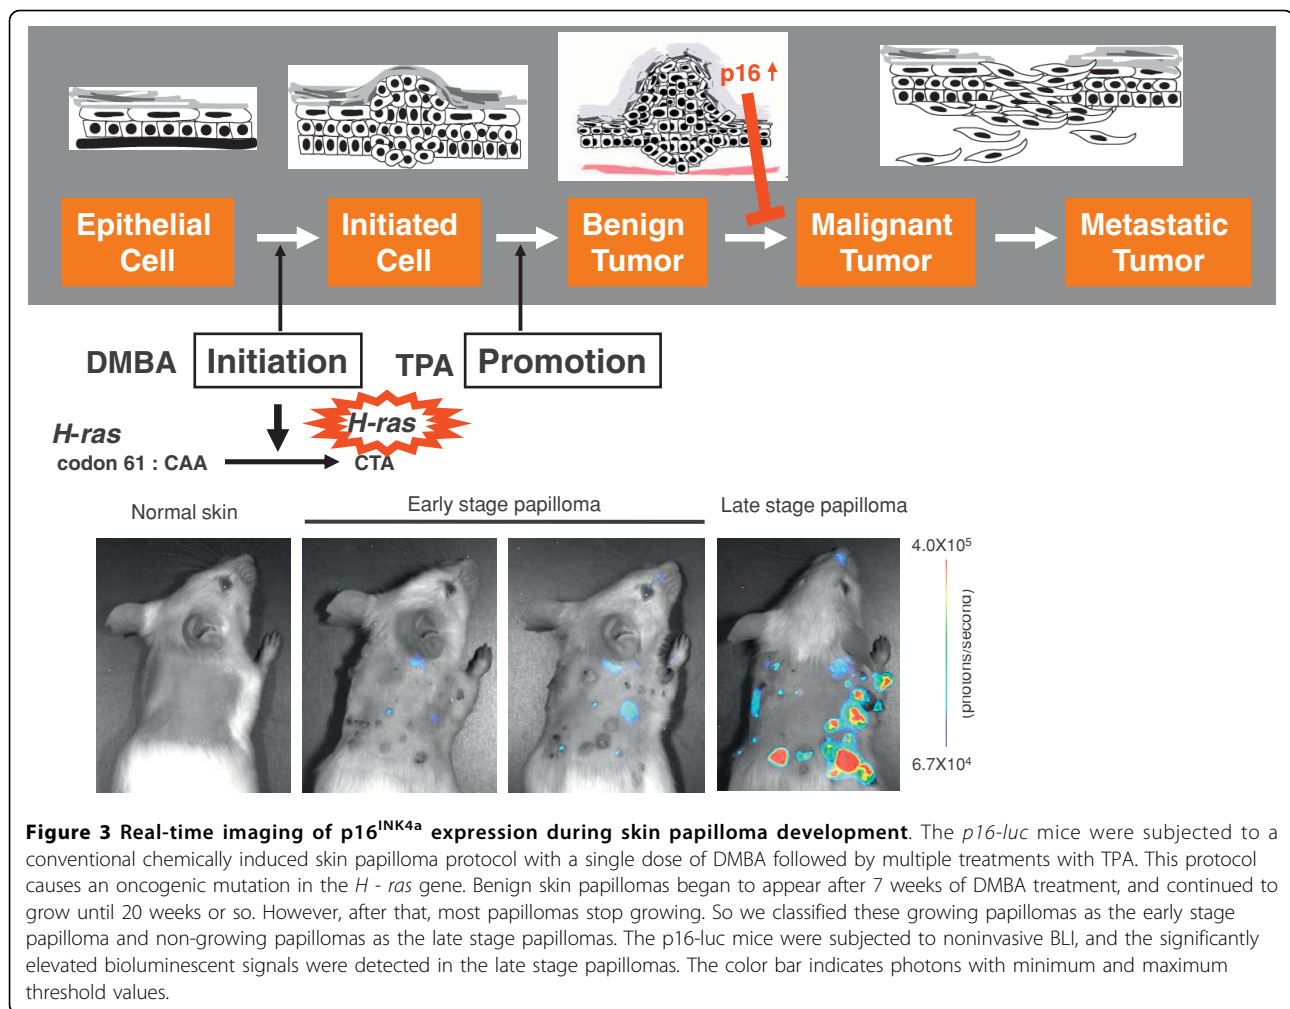 p16 ↑
Epithelial
Cell
Initiated
Cell
Benign
Tumor
Malignant
Tumor
Metastatic
Tumor
DMBA
Initiation
TPA
Promotion
H-ras
H-ras
codon 61 : CAA
CTA
Normal skin
Early stage papilloma
Late stage papilloma
4.0X10⁵
(photons/second)
6.7X10⁴
Figure 3 Real-time imaging of p16ᴵᴺᴷ⁴ᵃ expression during skin papilloma development. The p16-luc mice were subjected to a
conventional chemically induced skin papilloma protocol with a single dose of DMBA followed by multiple treatments with TPA. This protocol
causes an oncogenic mutation in the H - ras gene. Benign skin papillomas began to appear after 7 weeks of DMBA treatment, and continued to
grow until 20 weeks or so. However, after that, most papillomas stop growing. So we classified these growing papillomas as the early stage
papilloma and non-growing papillomas as the late stage papillomas. The p16-luc mice were subjected to noninvasive BLI, and the significantly
elevated bioluminescent signals were detected in the late stage papillomas. The color bar indicates photons with minimum and maximum
threshold values.